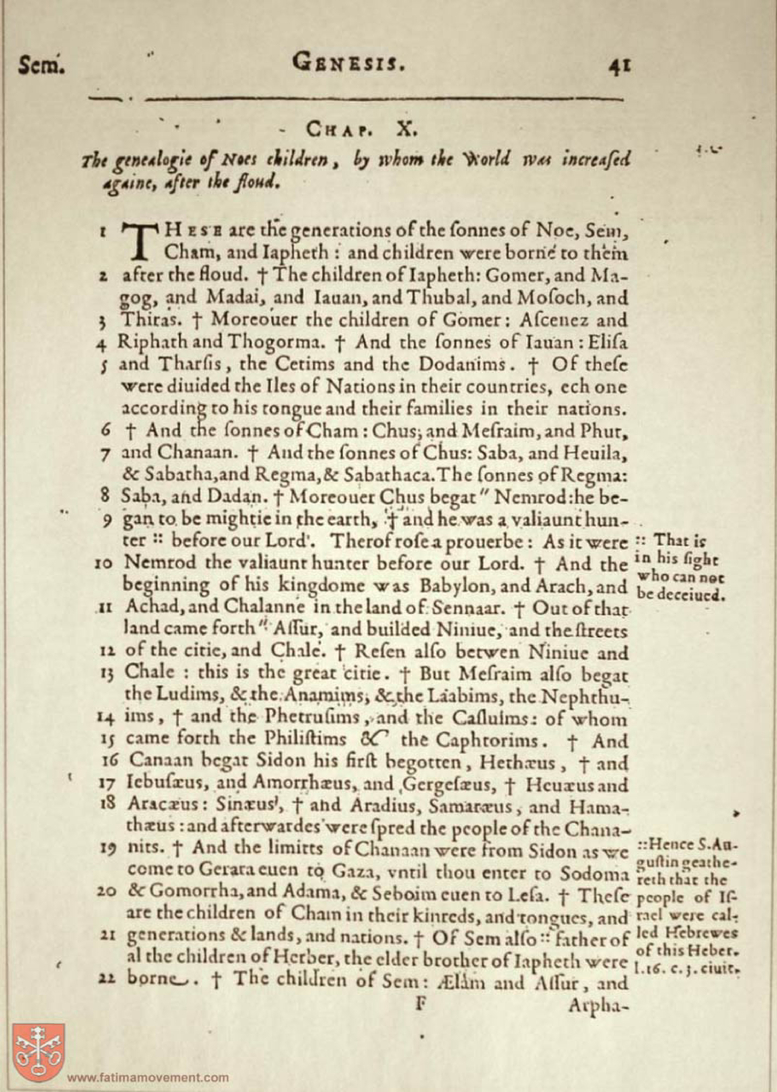 Sem. GENESIS. 41
CHAP. X.
The genealogie of Noes children, by whom the World was increased
againe, after the floud.
1 THESE are the generations of the ſonnes of Noe, Sem,
Cham, and Iapheth : and children were borne to them
2 after the floud. † The children of Iapheth: Gomer, and Ma-
gog, and Madai, and Iauan, and Thubal, and Moſoch, and
3 Thiras. † Moreouer the children of Gomer: Aſcenez and
4 Riphath and Thogorma. † And the ſonnes of Iauan : Eliſa
5 and Tharſis, the Cetims and the Dodanims. † Of theſe
were diuided the Iles of Nations in their countries, ech one
according to his tongue and their families in their nations.
6 † And the ſonnes of Cham : Chus, and Meſraim, and Phut,
7 and Chanaan. † And the ſonnes of Chus: Saba, and Heuila,
& Sabatha, and Regma, & Sabathaca. The ſonnes of Regma:
8 Saba, and Dadan. † Moreouer Chus begat " Nemrod: he be-
9 gan to be mightie in the earth, † and he was a valiaunt hun-
ter :: before our Lord. Therof roſe a prouerbe : As it were
10 Nemrod the valiaunt hunter before our Lord. † And the
beginning of his kingdome was Babylon, and Arach, and
11 Achad, and Chalanne in the land of Sennaar. † Out of that
land came forth " Aſſur, and builded Niniue, and the ſtreets
12 of the citie, and Chale. † Reſen alſo betwen Niniue and
13 Chale : this is the great citie. † But Meſraim alſo begat
the Ludims, & the Anamims, & the Laabims, the Nephthu-
14 ims, † and the Phetruſims, and the Caſluims: of whom
15 came forth the Philiſtims & the Caphtorims. † And
16 Canaan begat Sidon his firſt begotten, Hethæus, † and
17 Iebuſæus, and Amorrhæus, and Gergeſæus, † Heuæus and
18 Aracæus: Sinæus, † and Aradius, Samaræus, and Hama-
thæus : and afterwardes were ſpred the people of the Chana-
19 nits. † And the limitts of Chanaan were from Sidon as we
come to Gerara euen to Gaza, vntil thou enter to Sodoma
20 & Gomorrha, and Adama, & Seboim euen to Leſa. † Theſe
are the children of Cham in their kinreds, and tongues, and
21 generations & lands, and nations. † Of Sem alſo :: father of
al the children of Herber, the elder brother of Iapheth were
22 borne. † The children of Sem: Ælam and Aſſur, and
F Arpha-
:: That is
in his ſight
who can not
be deceiued.
::Hence S. Au-
guſtin geathe-
reth that the
people of Iſ-
rael were cal-
led Hebrewes
of this Heber.
l. 16. c. 3. ciuit.
www.fatimamovement.com